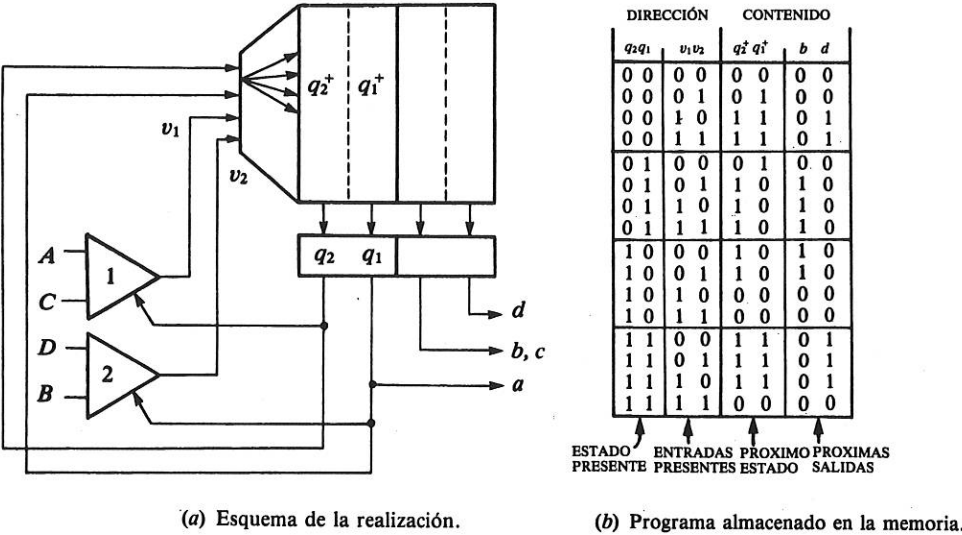 q2+ q1+
v1
v2
A
1
C
D
2
B
q2 q1
d
b, c
a
(a) Esquema de la realización.
DIRECCIÓN CONTENIDO
q2q1 v1v2 q2+ q1+ b d
0 0 0 0 0 0 0 0
0 0 0 1 0 1 0 0
0 0 1 0 1 1 0 1
0 0 1 1 1 1 0 1
0 1 0 0 0 1 0 0
0 1 0 1 1 0 1 0
0 1 1 0 1 0 1 0
0 1 1 1 1 0 1 0
1 0 0 0 1 0 1 0
1 0 0 1 1 0 1 0
1 0 1 0 0 0 0 0
1 0 1 1 0 0 0 0
1 1 0 0 1 1 0 1
1 1 0 1 1 1 0 1
1 1 1 0 1 1 0 1
1 1 1 1 0 0 0 0
ESTADO ENTRADAS PROXIMO PROXIMAS
PRESENTE PRESENTES ESTADO SALIDAS
(b) Programa almacenado en la memoria.